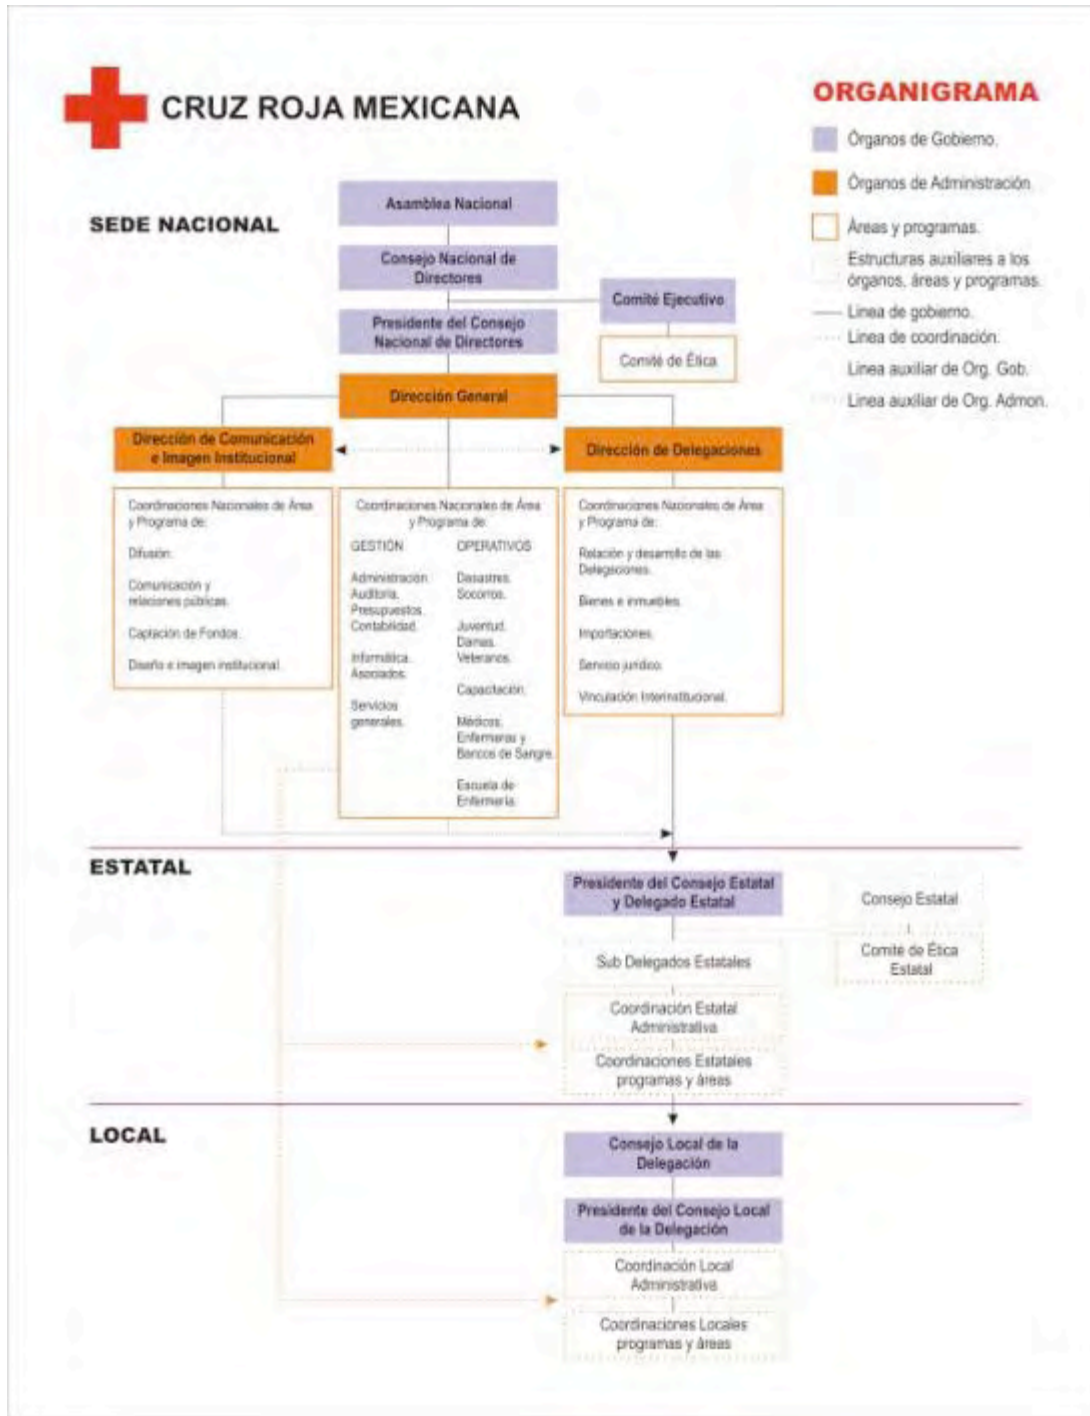 CRUZ ROJA MEXICANA
ORGANIGRAMA
Órganos de Gobierno.
Órganos de Administración.
Áreas y programas.
Estructuras auxiliares a los
órganos, áreas y programas.
Linea de gobierno.
Linea de coordinación.
Linea auxiliar de Org. Gob.
Linea auxiliar de Org. Admon.
SEDE NACIONAL
Asamblea Nacional
Consejo Nacional de
Directores
Comité Ejecutivo
Presidente del Consejo
Nacional de Directores
Comité de Ética
Dirección General
Dirección de Comunicación
e Imagen Institucional
Dirección de Delegaciones
Coordinaciones Nacionales de Área
y Programa de:
Difusión.
Comunicación y
relaciones públicas.
Captación de Fondos.
Diseño e imagen institucional.
Coordinaciones Nacionales de Área
y Programa de:
GESTIÓN
Administración
Auditoria.
Presupuestos.
Contabilidad.
Informática.
Asociados.
Servicios
generales.
OPERATIVOS
Desastres.
Socorros.
Juventud.
Damas.
Veteranos.
Capacitación.
Médicos.
Enfermeras y
Bancos de Sangre.
Escuela de
Enfermería.
Coordinaciones Nacionales de Área
y Programa de:
Relación y desarrollo de las
Delegaciones.
Bienes e inmuebles.
Importaciones.
Servicio jurídico.
Vinculación Interinstitucional.
ESTATAL
Presidente del Consejo Estatal
y Delegado Estatal
Consejo Estatal
Comité de Ética
Estatal
Sub Delegados Estatales
Coordinación Estatal
Administrativa
Coordinaciones Estatales
programas y áreas
LOCAL
Consejo Local de la
Delegación
Presidente del Consejo Local
de la Delegación
Coordinación Local
Administrativa
Coordinaciones Locales
programas y áreas